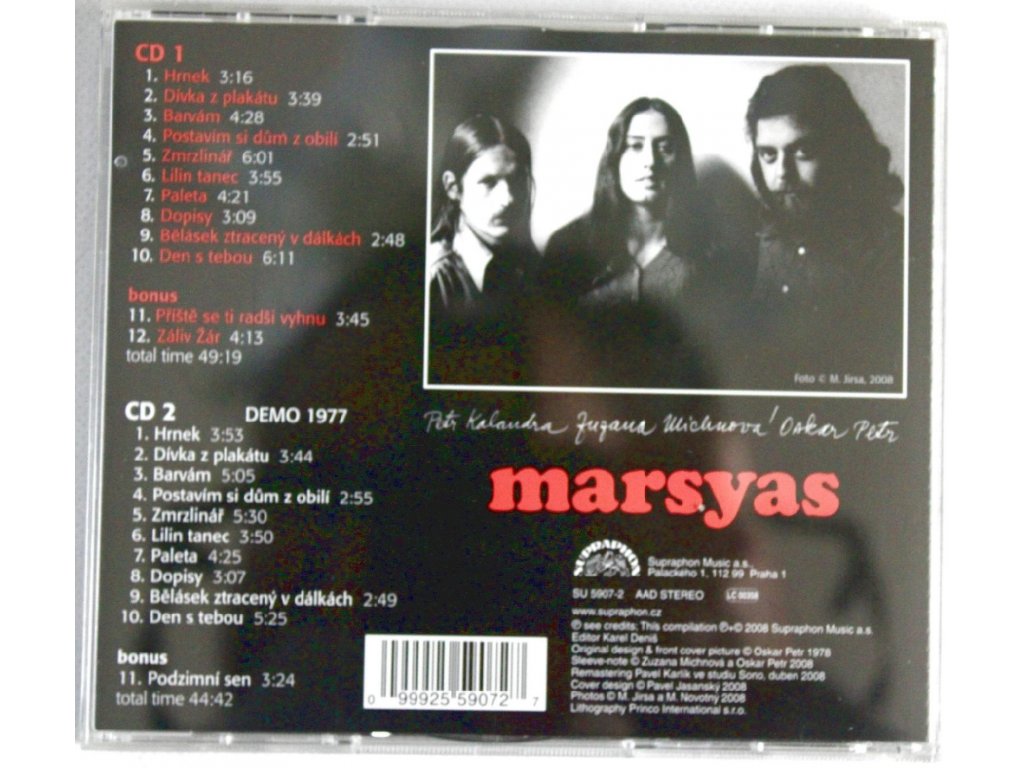 CD 1
1. Hrnek 3:16
2. Dívka z plakátu 3:39
3. Barvám 4:28
4. Postavím si dům z obilí 2:51
5. Zmrzlinář 6:01
6. Lilin tanec 3:55
7. Paleta 4:21
8. Dopisy 3:09
9. Bělásek ztracený v dálkách 2:48
10. Den s tebou 6:11
bonus
11. Příště se ti radši vyhnu 3:45
12. Záliv Žár 4:13
total time 49:19
CD 2 DEMO 1977
1. Hrnek 3:53
2. Dívka z plakátu 3:44
3. Barvám 5:05
4. Postavím si dům z obilí 2:55
5. Zmrzlinář 5:30
6. Lilin tanec 3:50
7. Paleta 4:25
8. Dopisy 3:07
9. Bělásek ztracený v dálkách 2:49
10. Den s tebou 5:25
bonus
11. Podzimní sen 3:24
total time 44:42
Foto © M. Jirsa, 2008
Petr Kalandra Zuzana Michnová Oskar Petr
marsyas
SUPRAPHON
Supraphon Music a.s.,
Palackého 1, 112 99 Praha 1
SU 5907-2 AAD STEREO LC 00358
www.supraphon.cz
℗ see credits; This compilation ℗+© 2008 Supraphon Music a.s.
Editor Karel Deniš
Original design & front cover picture © Oskar Petr 1978
Sleeve-note © Zuzana Michnová a Oskar Petr 2008
Remastering Pavel Karlík ve studiu Sono, duben 2008
Cover design © Pavel Jasanský 2008
Photos © M. Jirsa a M. Novotný 2008
Lithography Princo International s.r.o.
0 99925 59072 7